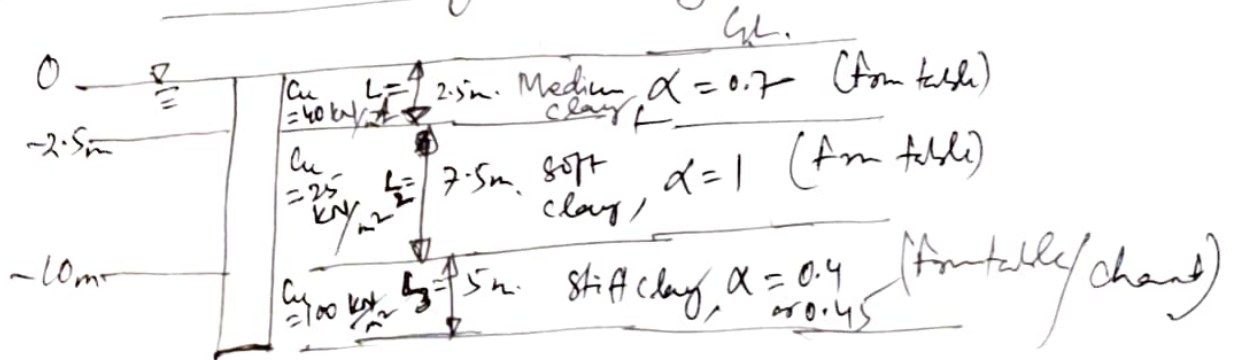 G.L.
0
Cu = 40 kN/m² L = 2.5m. Medium clay, α = 0.7 (from table)
-2.5m
Cu = 25 kN/m² L2 = 7.5m. soft clay, α = 1 (from table)
-10m
Cu = 100 kN/m² L3 = 5m. Stiff clay, α = 0.4 or 0.45 (from table/chart)